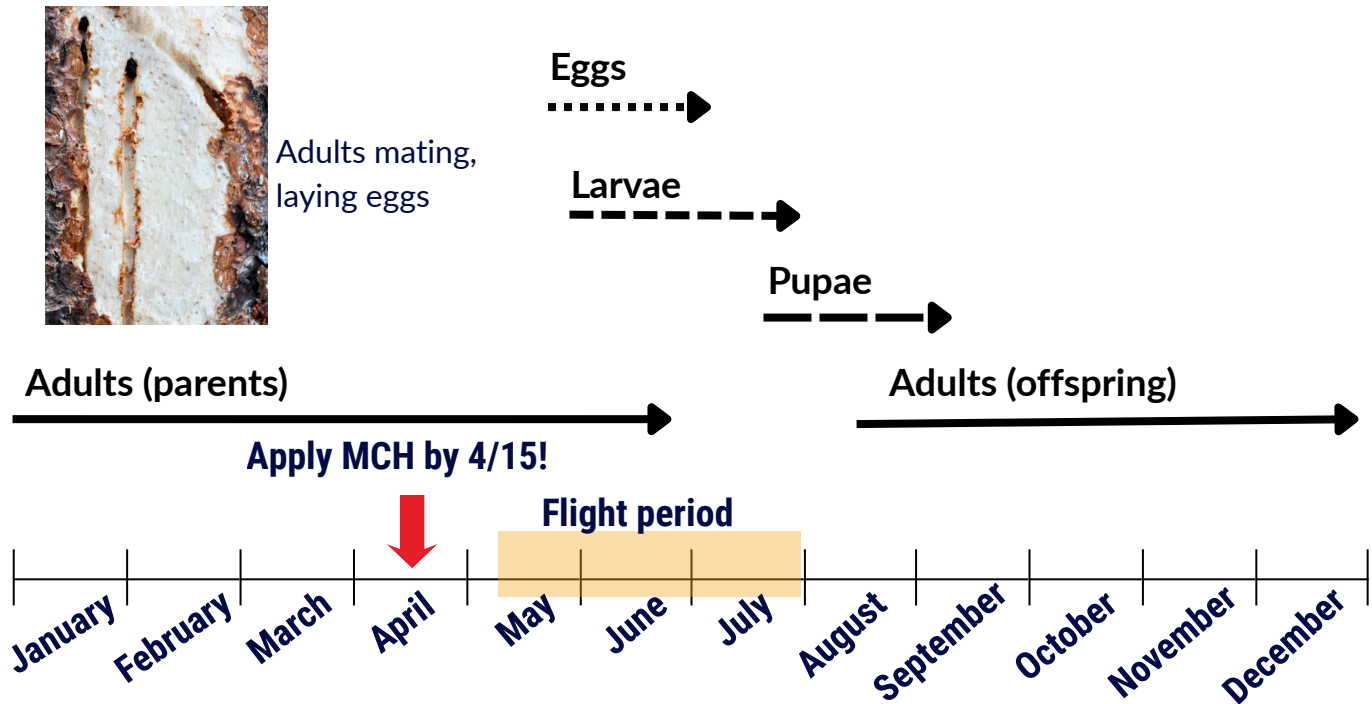 Eggs
Adults mating,
laying eggs
Larvae
Pupae
Adults (parents)
Adults (offspring)
Apply MCH by 4/15!
Flight period
January
February
March
April
May
June
July
August
September
October
November
December